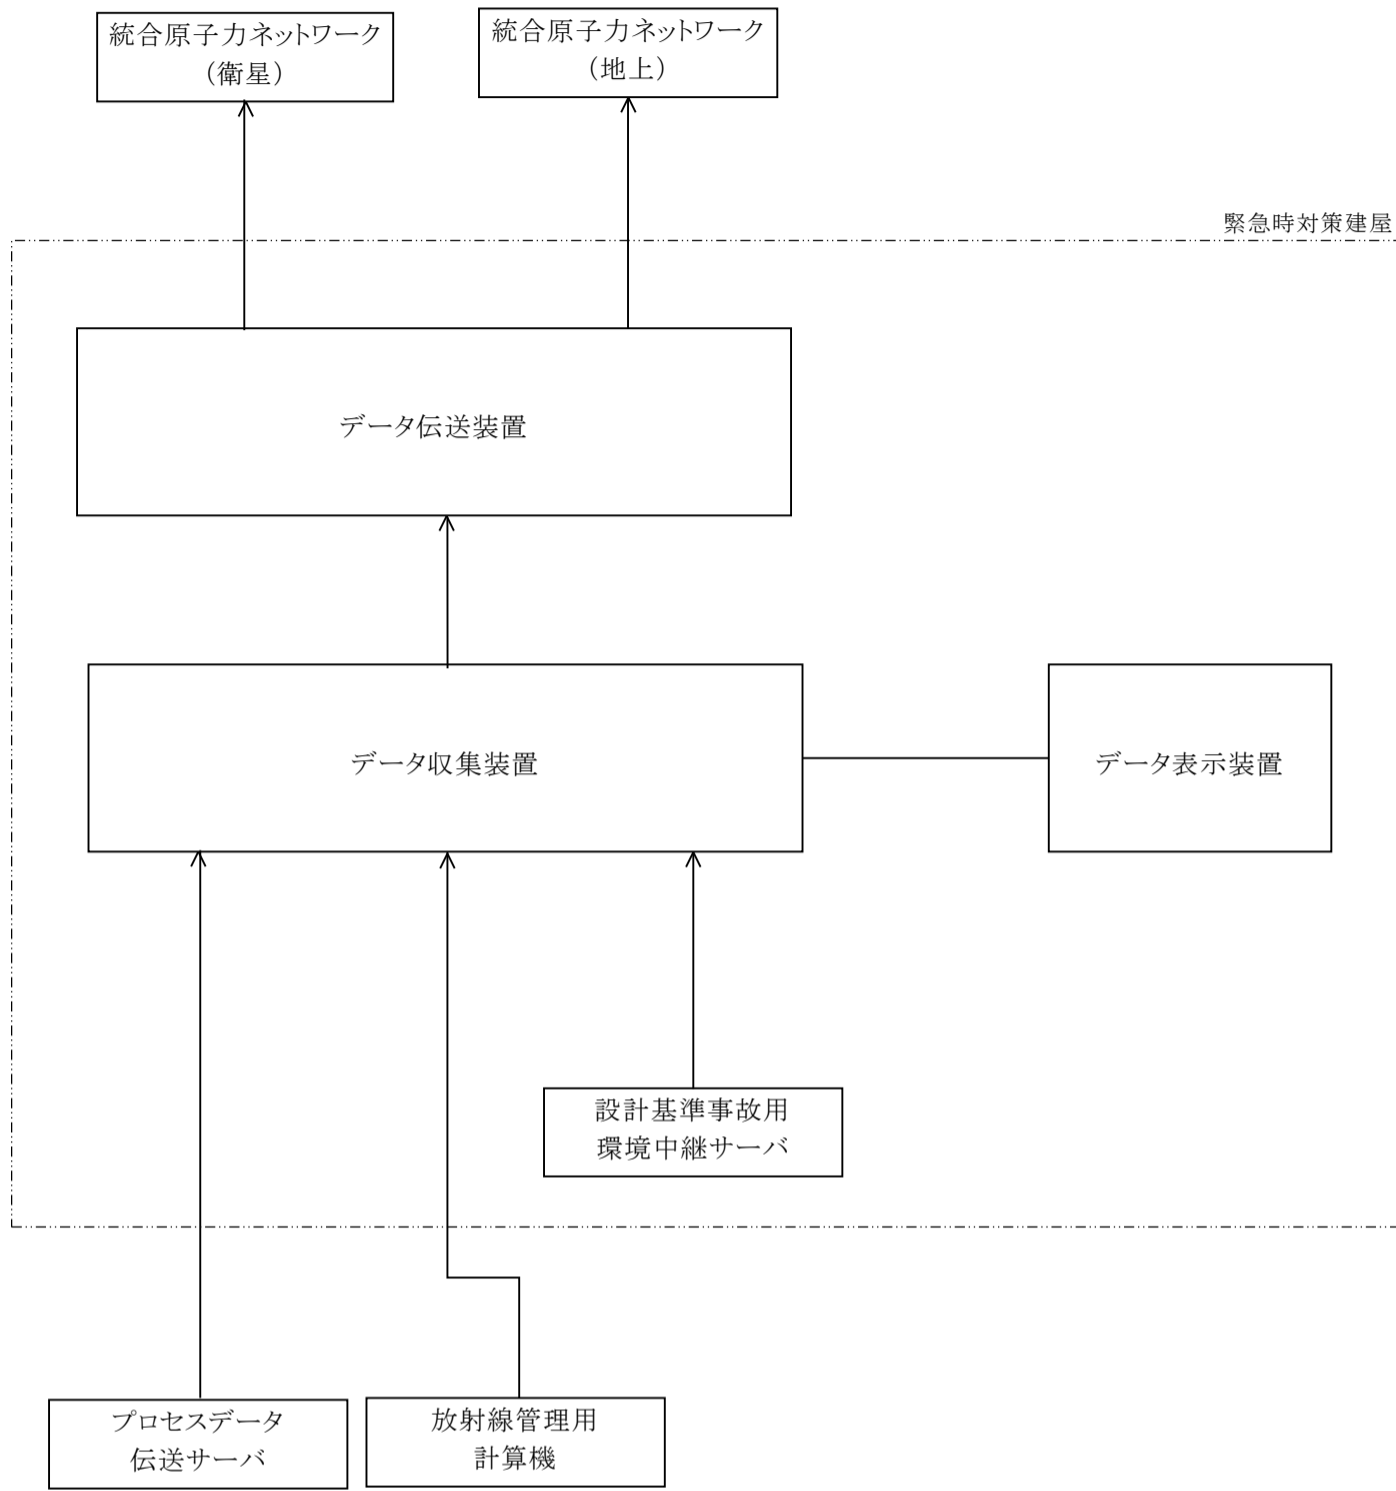 統合原子力ネットワーク
(衛星)
統合原子力ネットワーク
(地上)
緊急時対策建屋
データ伝送装置
データ収集装置
データ表示装置
設計基準事故用
環境中継サーバ
プロセスデータ
伝送サーバ
放射線管理用
計算機